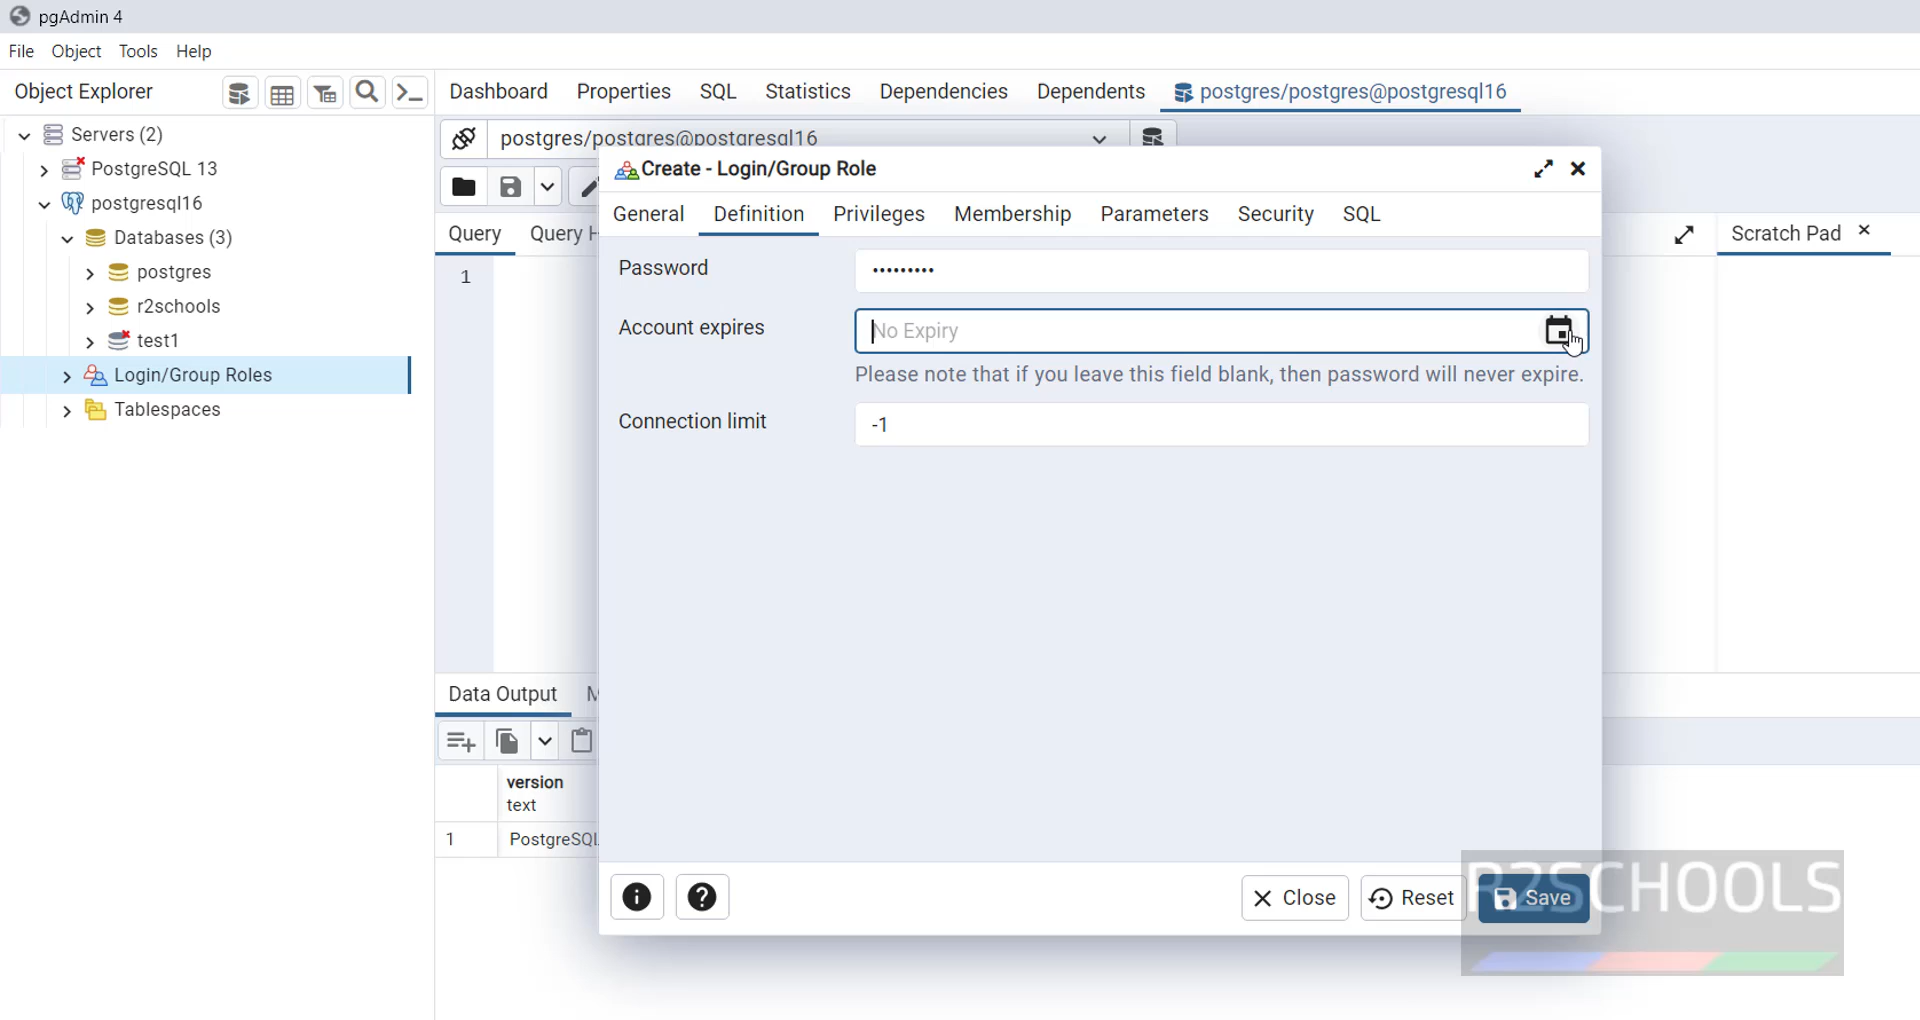 pgAdmin 4
File Object Tools Help
Object Explorer
Dashboard Properties SQL Statistics Dependencies Dependents postgres/postgres@postgresql16
Servers (2)
PostgreSQL 13
postgresql16
Databases (3)
postgres
r2schools
test1
Login/Group Roles
Tablespaces
postgres/postgres@postgresql16
Query Query H
Scratch Pad
1
Create - Login/Group Role
General Definition Privileges Membership Parameters Security SQL
Password •••••••••
Account expires No Expiry
Please note that if you leave this field blank, then password will never expire.
Connection limit -1
Close Reset Save
Data Output M
version
text
1 PostgreSQL
R2SCHOOLS